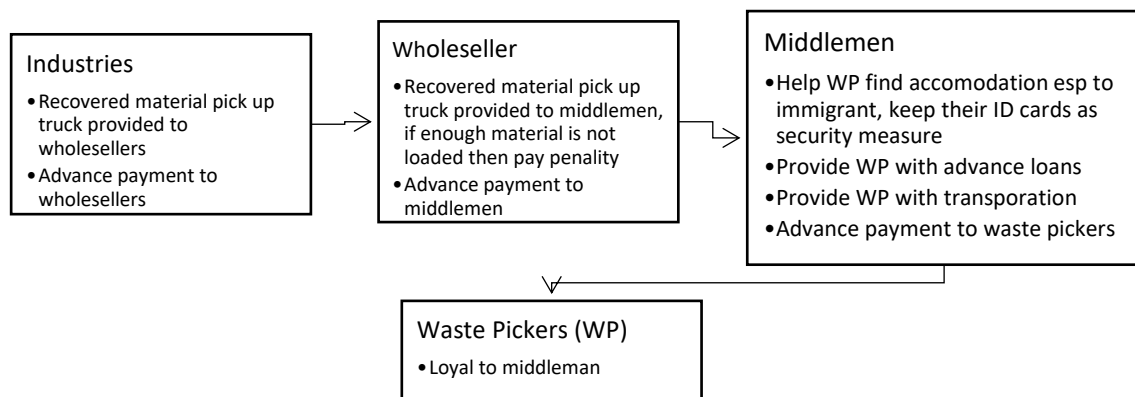 Industries
•Recovered material pick up
truck provided to
wholesellers
•Advance payment to
wholesellers
Wholeseller
•Recovered material pick up
truck provided to middlemen,
if enough material is not
loaded then pay penality
•Advance payment to
middlemen
Middlemen
•Help WP find accomodation esp to
immigrant, keep their ID cards as
security measure
•Provide WP with advance loans
•Provide WP with transporation
•Advance payment to waste pickers
Waste Pickers (WP)
•Loyal to middleman